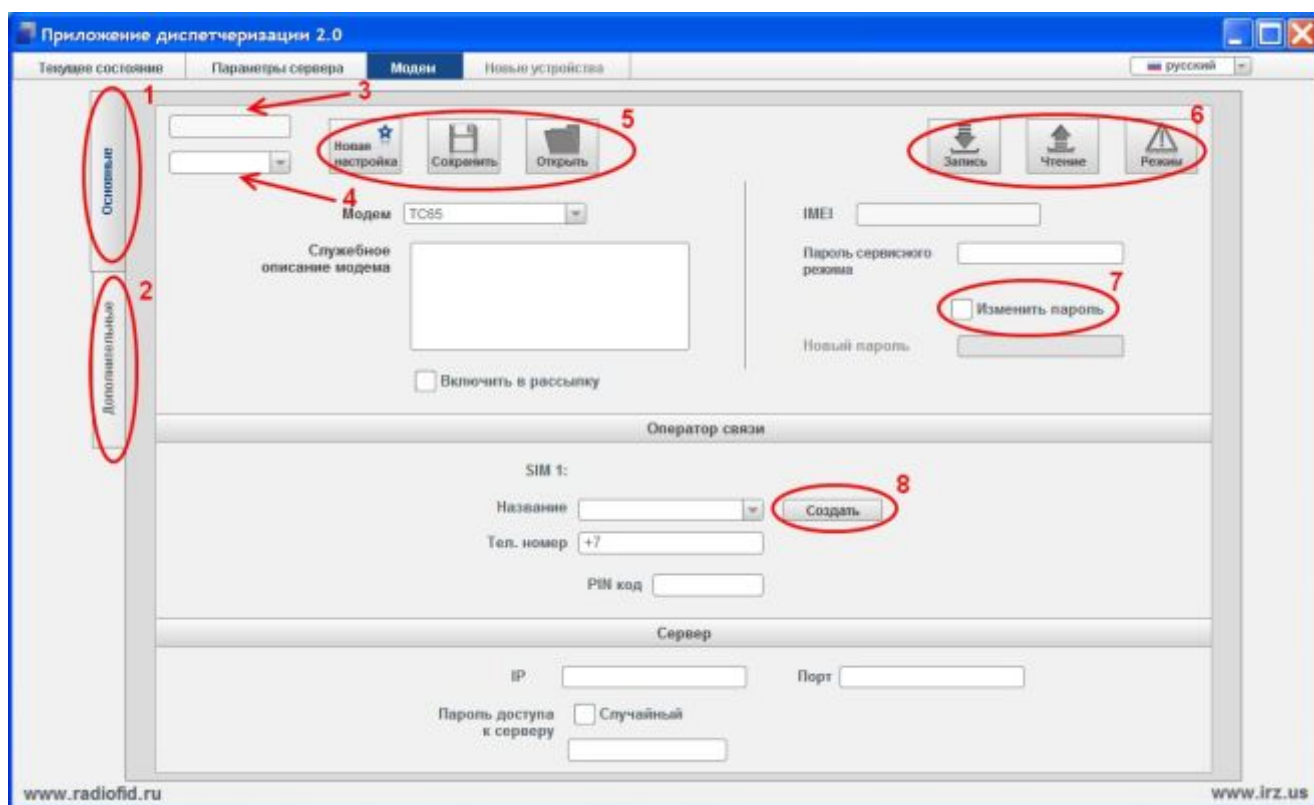 Приложение диспетчеризации 2.0
Текущее состояние Параметры сервера Модем Новые устройства русский
1 3 5 6
Основные
Новая настройка Сохранить Открыть Запись Чтение Режим
4
Модем TC65 IMEI
Служебное описание модема Пароль сервисного режима
2 7
Дополнительные
Изменить пароль
Новый пароль
Включить в рассылку
Оператор связи
SIM 1:
8
Название Создать
Тел. номер +7
PIN код
Сервер
IP Порт
Пароль доступа к серверу Случайный
www.radiofid.ru www.irz.us